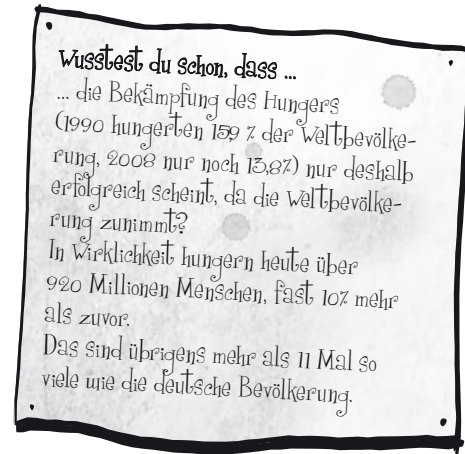 Wusstest du schon, dass ...
... die Bekämpfung des Hungers
(1990 hungerten 159 % der Weltbevölke-
rung, 2008 nur noch 13,8%) nur deshalb
erfolgreich scheint, da die Weltbevölke-
rung zunimmt?
In Wirklichkeit hungern heute über
920 Millionen Menschen, fast 10% mehr
als zuvor.
Das sind übrigens mehr als 11 Mal so
viele wie die deutsche Bevölkerung.